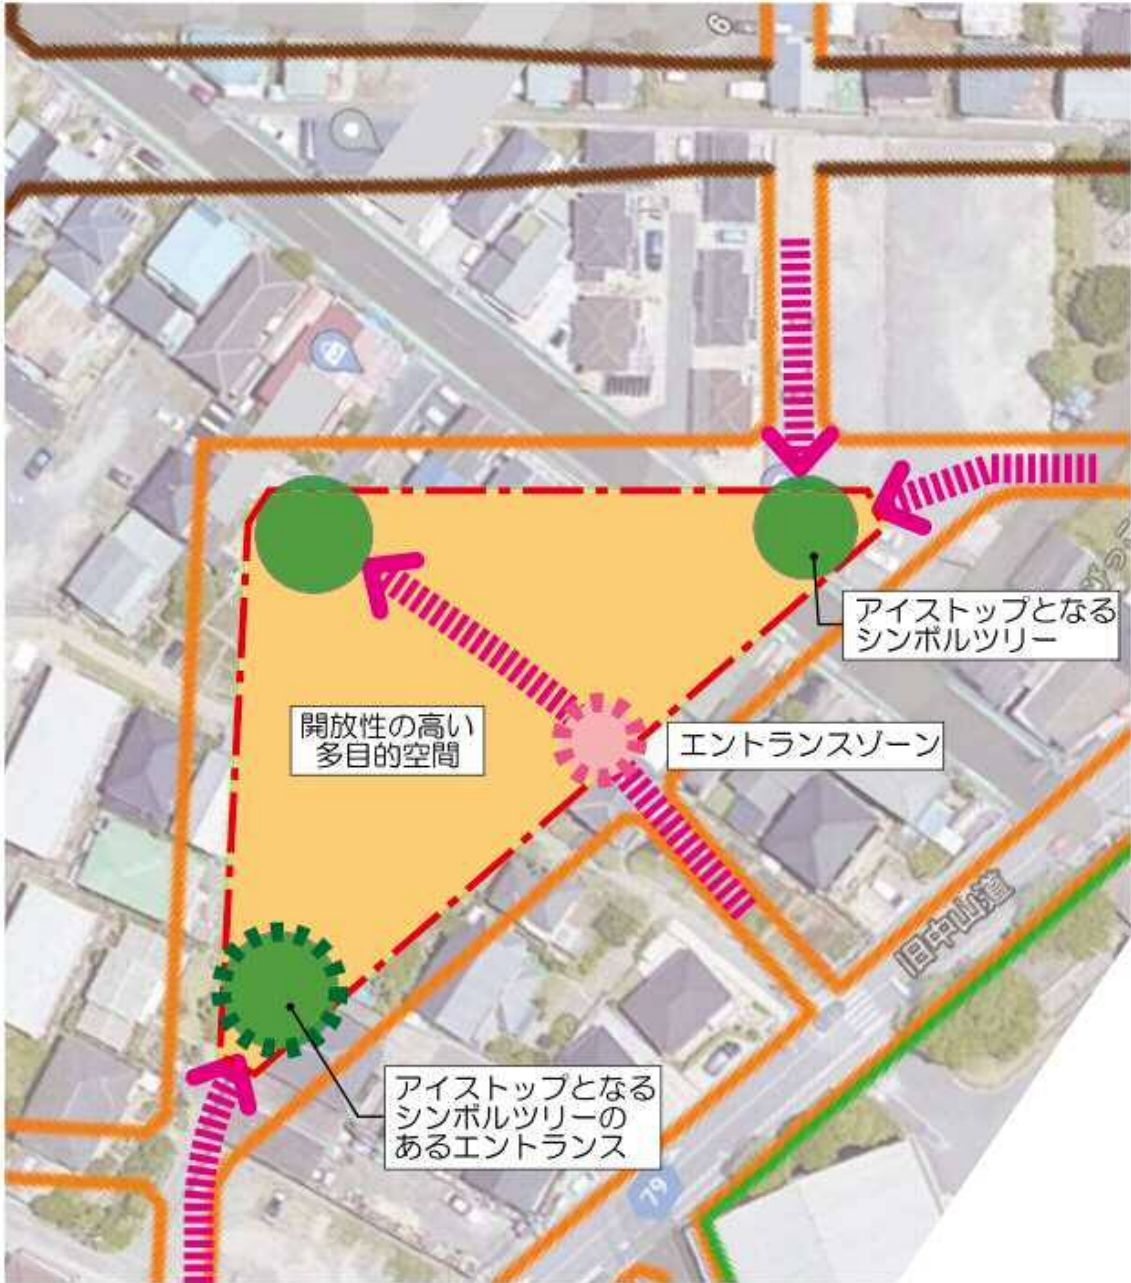 6
アイストップとなる
シンボルツリー
開放性の高い
多目的空間
エントランスゾーン
旧中山道
アイストップとなる
シンボルツリーの
あるエントランス
79